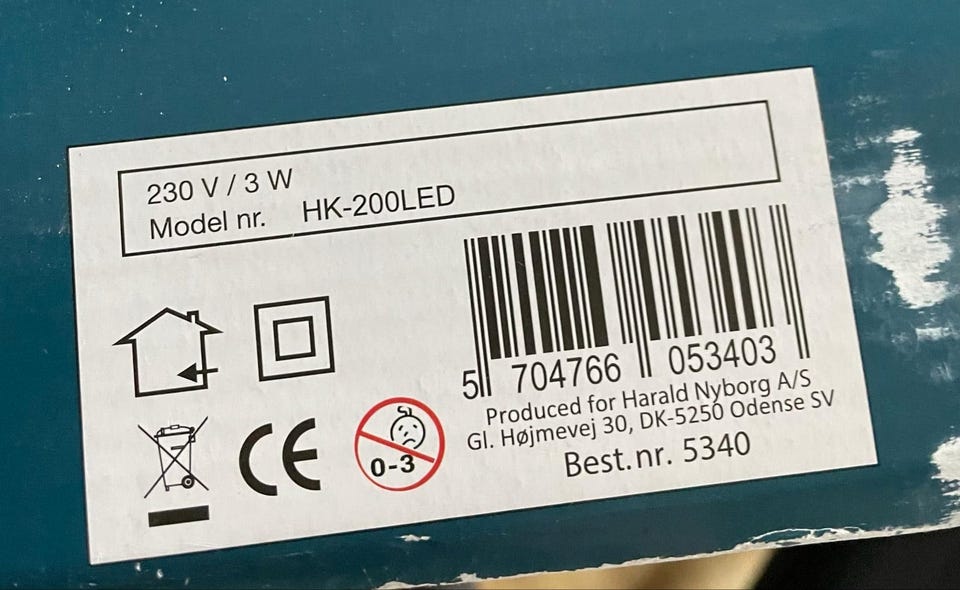 230 V / 3 W
Model nr. HK-200LED
5 704766 053403
Produced for Harald Nyborg A/S
Gl. Højmevej 30, DK-5250 Odense SV
Best.nr. 5340
CE
0-3